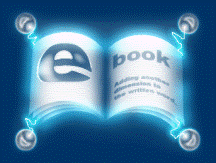 e
book
Adding another
dimension to
the written word.